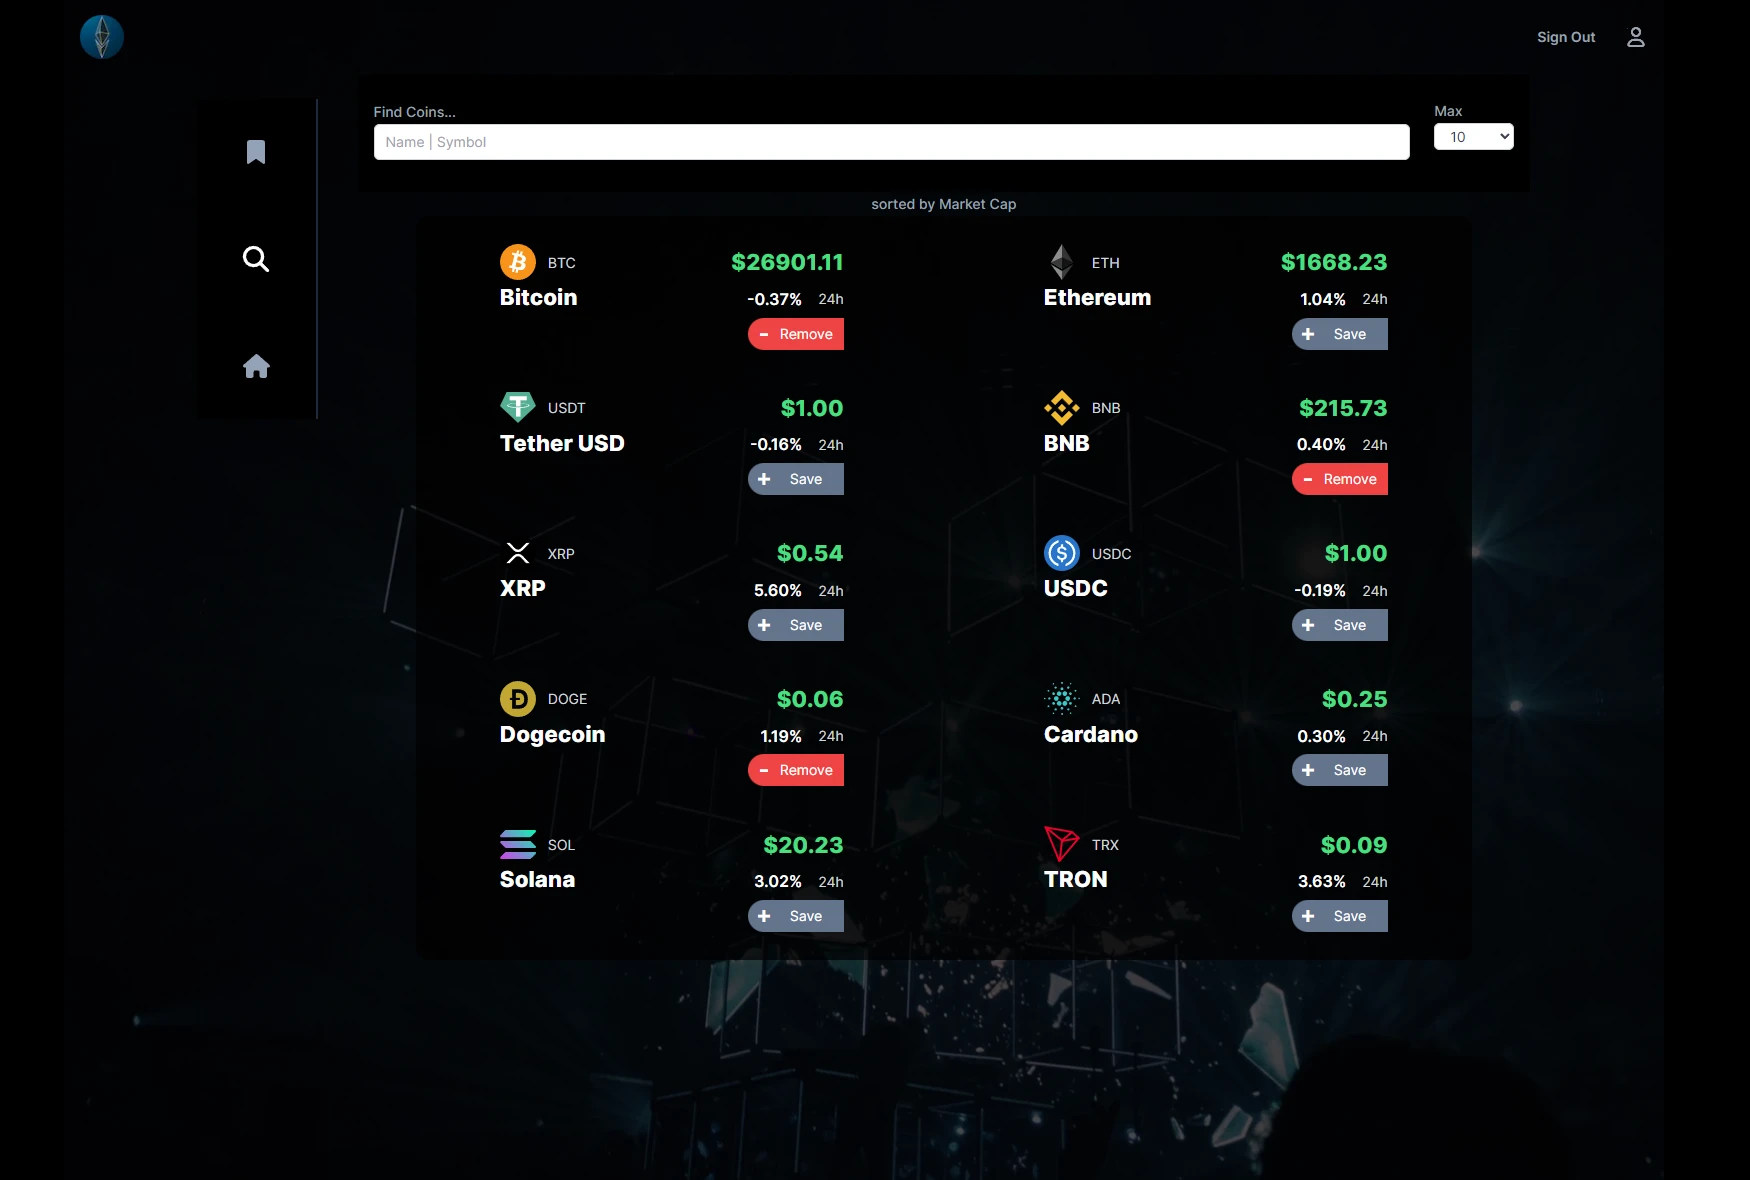 Sign Out
Find Coins...
Name | Symbol
Max
10
sorted by Market Cap
BTC
$26901.11
Bitcoin
-0.37% 24h
- Remove
ETH
$1668.23
Ethereum
1.04% 24h
+ Save
USDT
$1.00
Tether USD
-0.16% 24h
+ Save
BNB
$215.73
BNB
0.40% 24h
- Remove
XRP
$0.54
XRP
5.60% 24h
+ Save
USDC
$1.00
USDC
-0.19% 24h
+ Save
DOGE
$0.06
Dogecoin
1.19% 24h
- Remove
ADA
$0.25
Cardano
0.30% 24h
+ Save
SOL
$20.23
Solana
3.02% 24h
+ Save
TRX
$0.09
TRON
3.63% 24h
+ Save